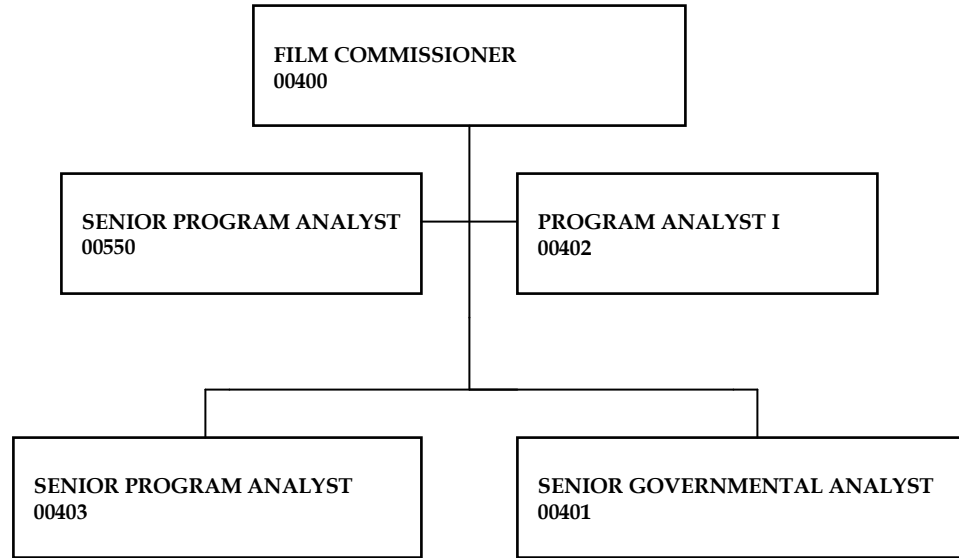 FILM COMMISSIONER
00400
SENIOR PROGRAM ANALYST
00550
PROGRAM ANALYST I
00402
SENIOR PROGRAM ANALYST
00403
SENIOR GOVERNMENTAL ANALYST
00401